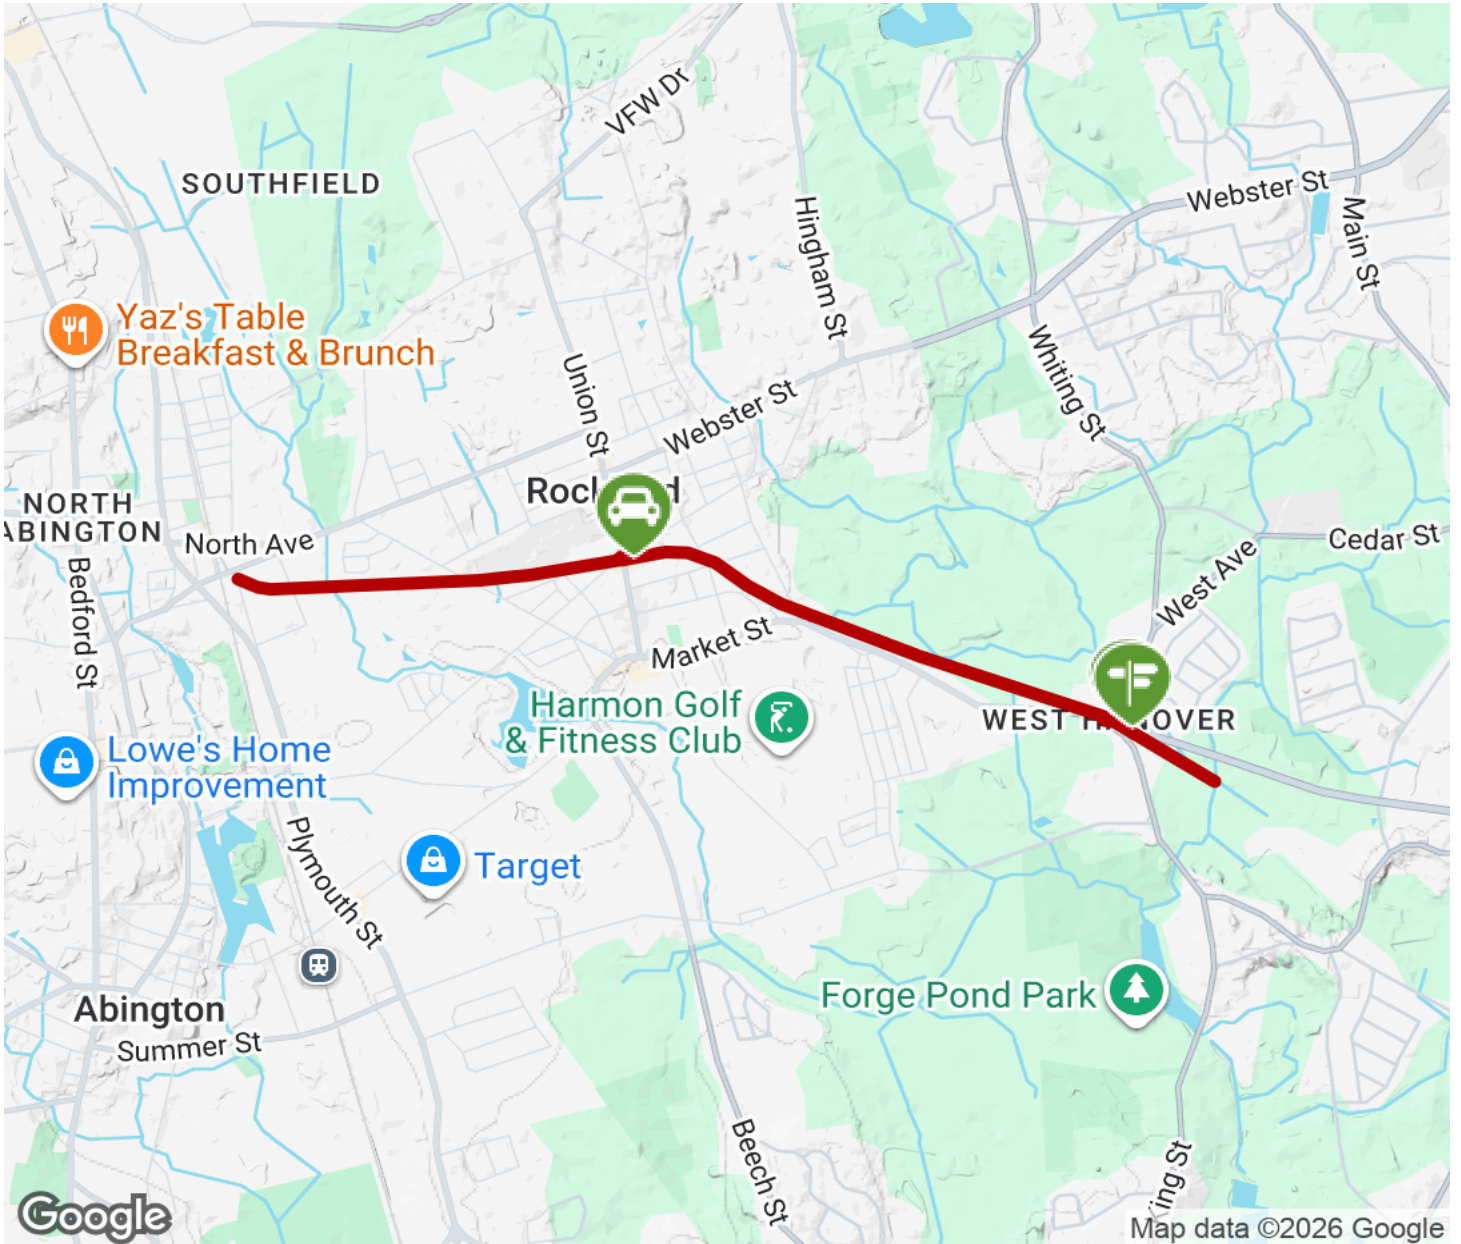 VFW Dr
SOUTHFIELD
Webster St
Main St
Hingham St
Yaz's Table
Breakfast & Brunch
Whiting St
Union St
Webster St
NORTH
ABINGTON
North Ave
Cedar St
Bedford St
West Ave
Market St
Harmon Golf
& Fitness Club
WEST
Lowe's Home
Improvement
Plymouth St
Target
Forge Pond Park
Abington
Summer St
Beech St
Google
Map data ©2026 Google